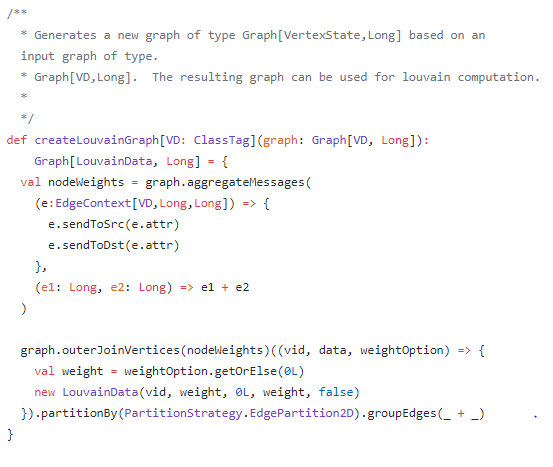 /**
  * Generates a new graph of type Graph[VertexState,Long] based on an
  input graph of type.
  * Graph[VD,Long].  The resulting graph can be used for louvain computation.
  *
  */
def createLouvainGraph[VD: ClassTag](graph: Graph[VD, Long]):
    Graph[LouvainData, Long] = {
  val nodeWeights = graph.aggregateMessages(
    (e:EdgeContext[VD,Long,Long]) => {
      e.sendToSrc(e.attr)
      e.sendToDst(e.attr)
    },
    (e1: Long, e2: Long) => e1 + e2
  )

  graph.outerJoinVertices(nodeWeights)((vid, data, weightOption) => {
    val weight = weightOption.getOrElse(0L)
    new LouvainData(vid, weight, 0L, weight, false)
  }).partitionBy(PartitionStrategy.EdgePartition2D).groupEdges(_ + _)       .
}